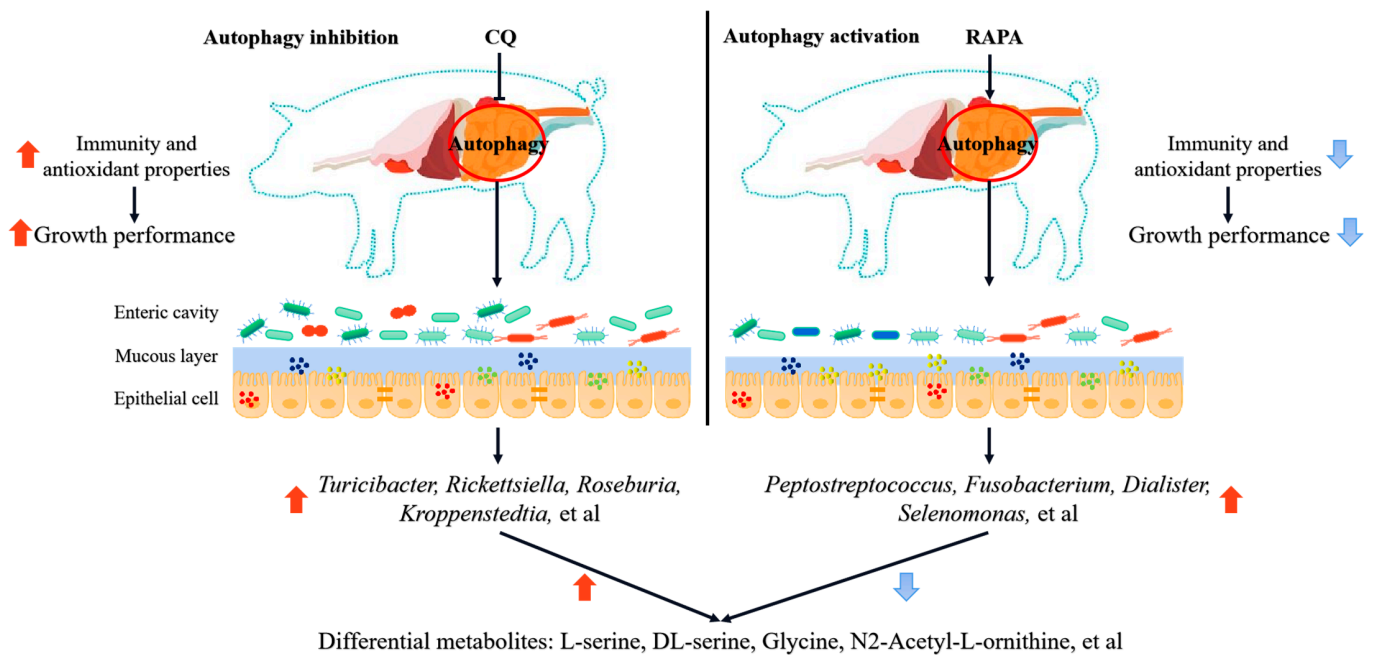 Autophagy inhibition
CQ
Autophagy
Immunity and
antioxidant properties
Growth performance
Enteric cavity
Mucous layer
Epithelial cell
Turicibacter, Rickettsiella, Roseburia,
Kroppenstedtia, et al
Autophagy activation
RAPA
Autophagy
Immunity and
antioxidant properties
Growth performance
Peptostreptococcus, Fusobacterium, Dialister,
Selenomonas, et al
Differential metabolites: L-serine, DL-serine, Glycine, N2-Acetyl-L-ornithine, et al